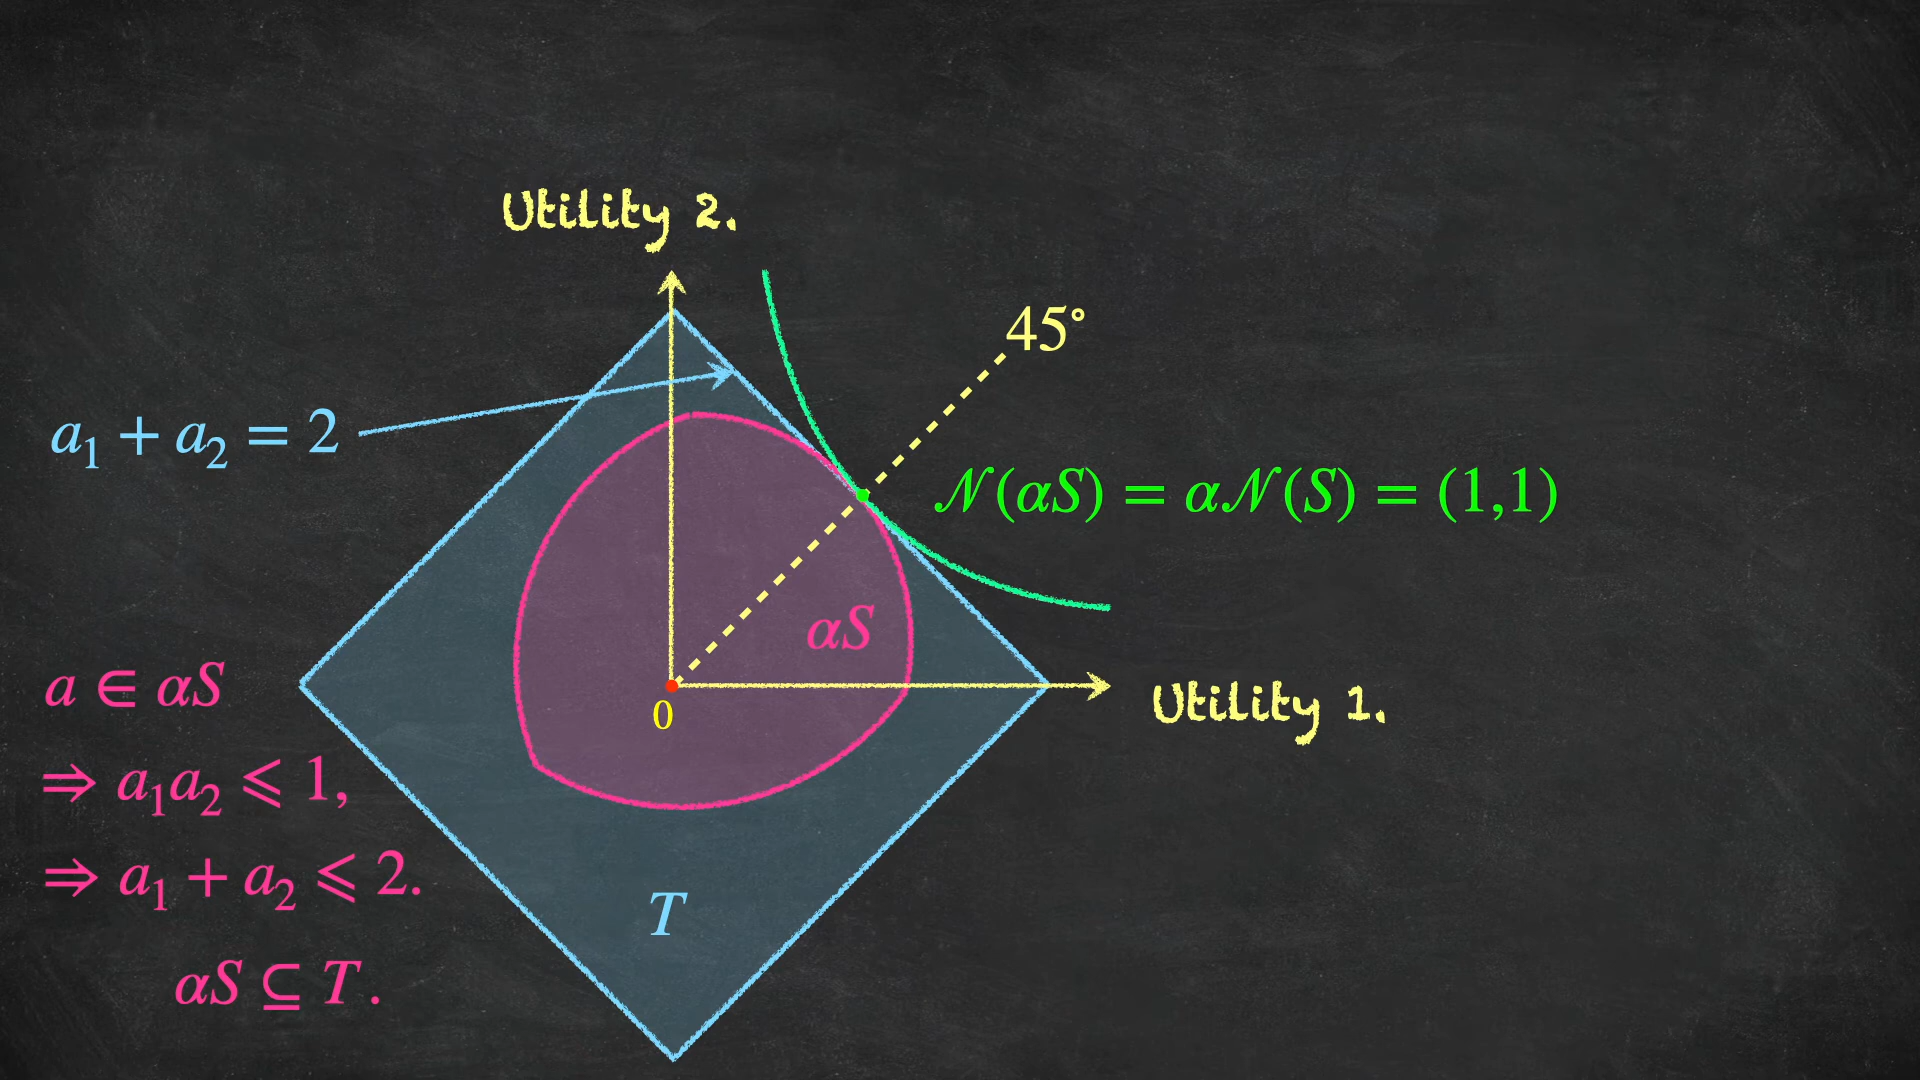 Utility 2.
45°
a₁ + a₂ = 2
𝒩(αS) = α𝒩(S) = (1,1)
αS
a ∈ αS
0
Utility 1.
⇒ a₁a₂ ⩽ 1,
⇒ a₁ + a₂ ⩽ 2.
T
αS ⊆ T.